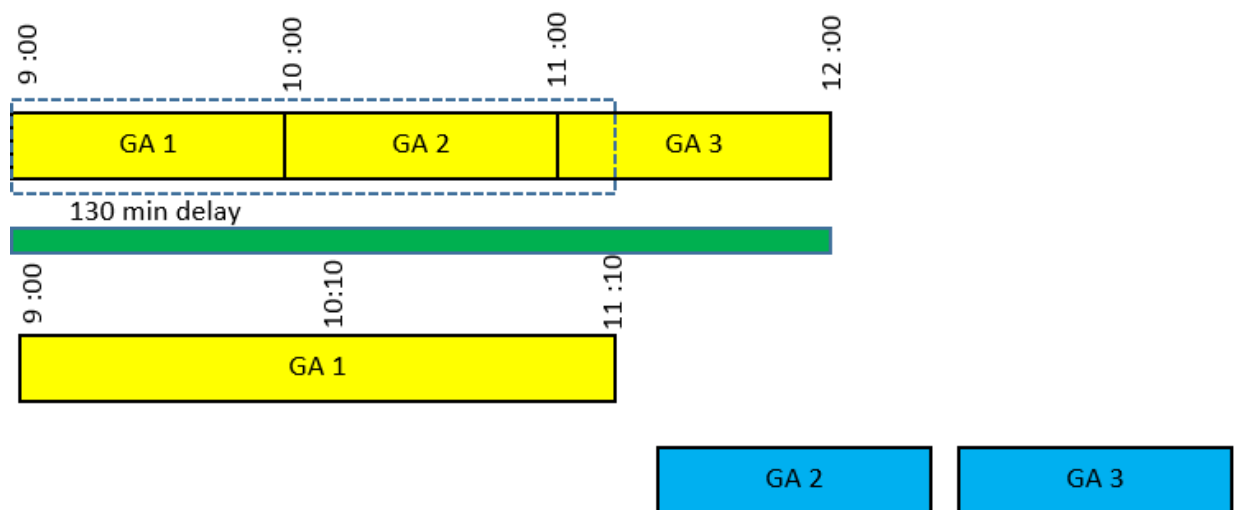 9 :00
10 :00
11 :00
12 :00
GA 1
GA 2
GA 3
130 min delay
9 :00
10:10
11 :10
GA 1
GA 2
GA 3